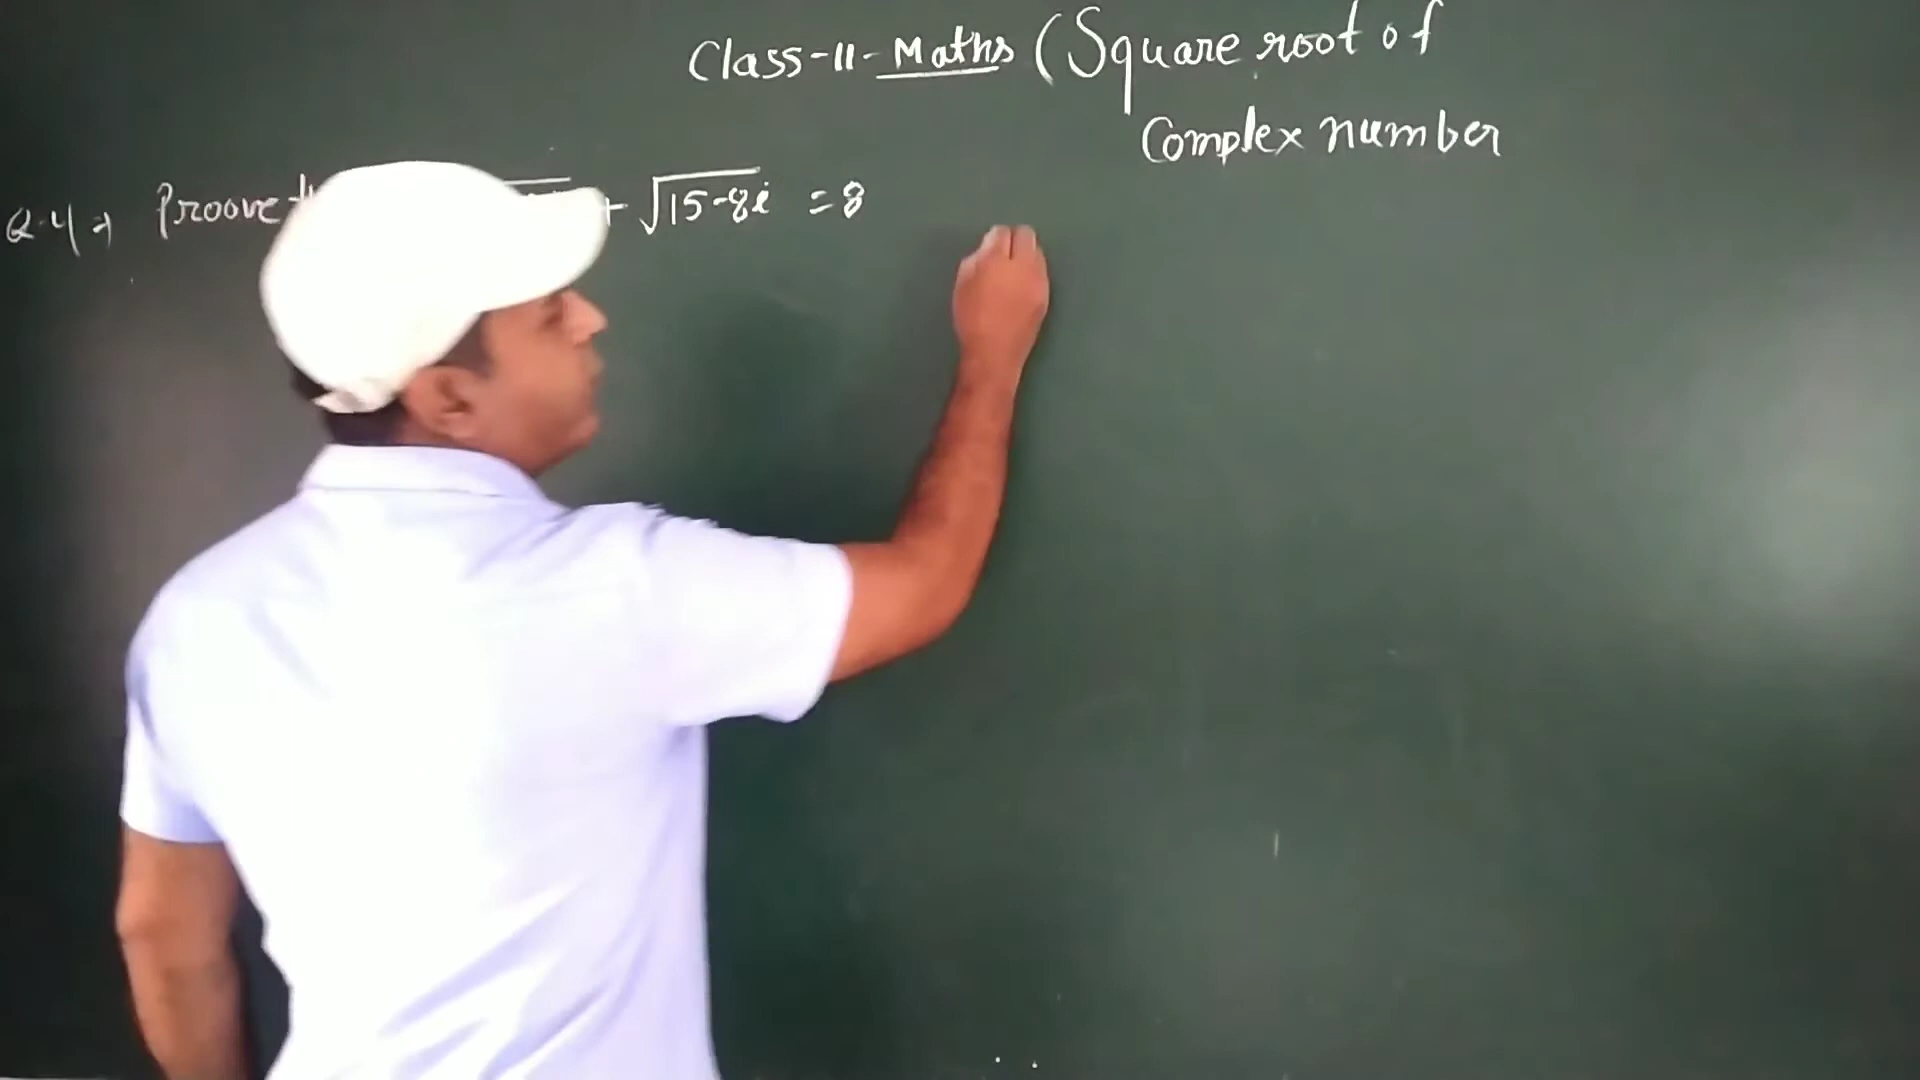 Class-11-Maths (Square root of
Complex number
Q.4 → Proove + √15-8i = 8